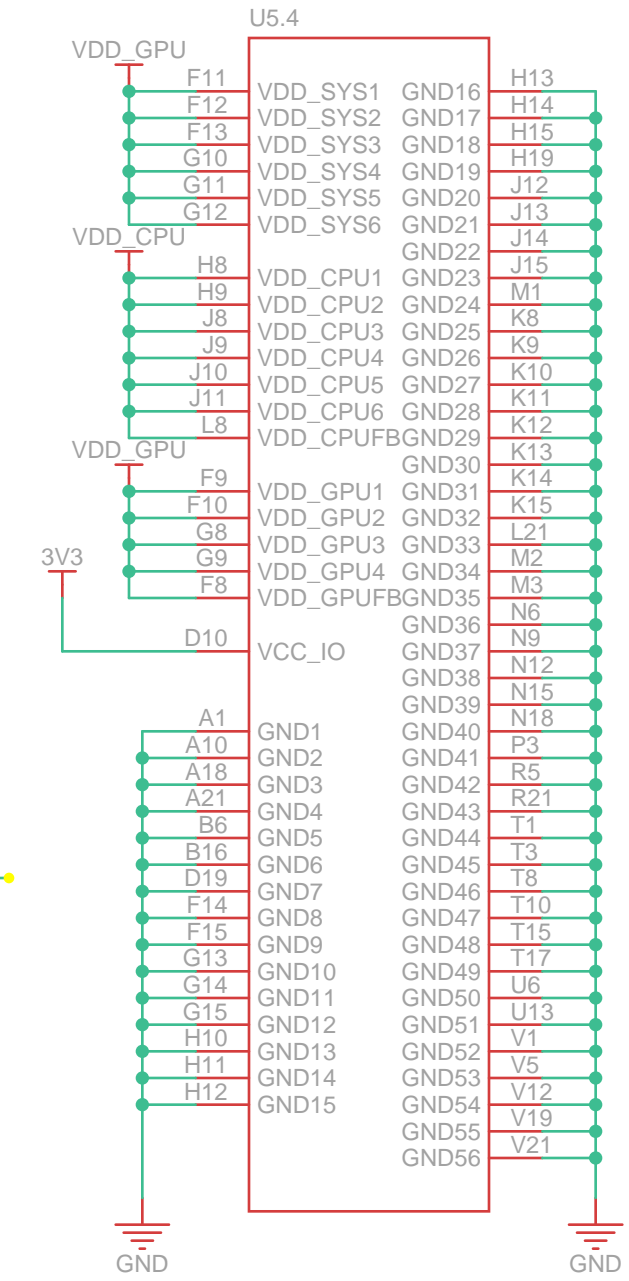 U5.4
VDD_GPU
F11 VDD_SYS1 GND16 H13
F12 VDD_SYS2 GND17 H14
F13 VDD_SYS3 GND18 H15
G10 VDD_SYS4 GND19 H19
G11 VDD_SYS5 GND20 J12
G12 VDD_SYS6 GND21 J13
VDD_CPU
GND22 J14
H8 VDD_CPU1 GND23 J15
H9 VDD_CPU2 GND24 M1
J8 VDD_CPU3 GND25 K8
J9 VDD_CPU4 GND26 K9
J10 VDD_CPU5 GND27 K10
J11 VDD_CPU6 GND28 K11
L8 VDD_CPUFB GND29 K12
VDD_GPU
GND30 K13
F9 VDD_GPU1 GND31 K14
F10 VDD_GPU2 GND32 K15
G8 VDD_GPU3 GND33 L21
3V3
G9 VDD_GPU4 GND34 M2
F8 VDD_GPUFB GND35 M3
GND36 N6
D10 VCC_IO GND37 N9
GND38 N12
GND39 N15
A1 GND1 GND40 N18
A10 GND2 GND41 P3
A18 GND3 GND42 R5
A21 GND4 GND43 R21
B6 GND5 GND44 T1
B16 GND6 GND45 T3
D19 GND7 GND46 T8
F14 GND8 GND47 T10
F15 GND9 GND48 T15
G13 GND10 GND49 T17
G14 GND11 GND50 U6
G15 GND12 GND51 U13
H10 GND13 GND52 V1
H11 GND14 GND53 V5
H12 GND15 GND54 V12
GND55 V19
GND56 V21
GND
GND